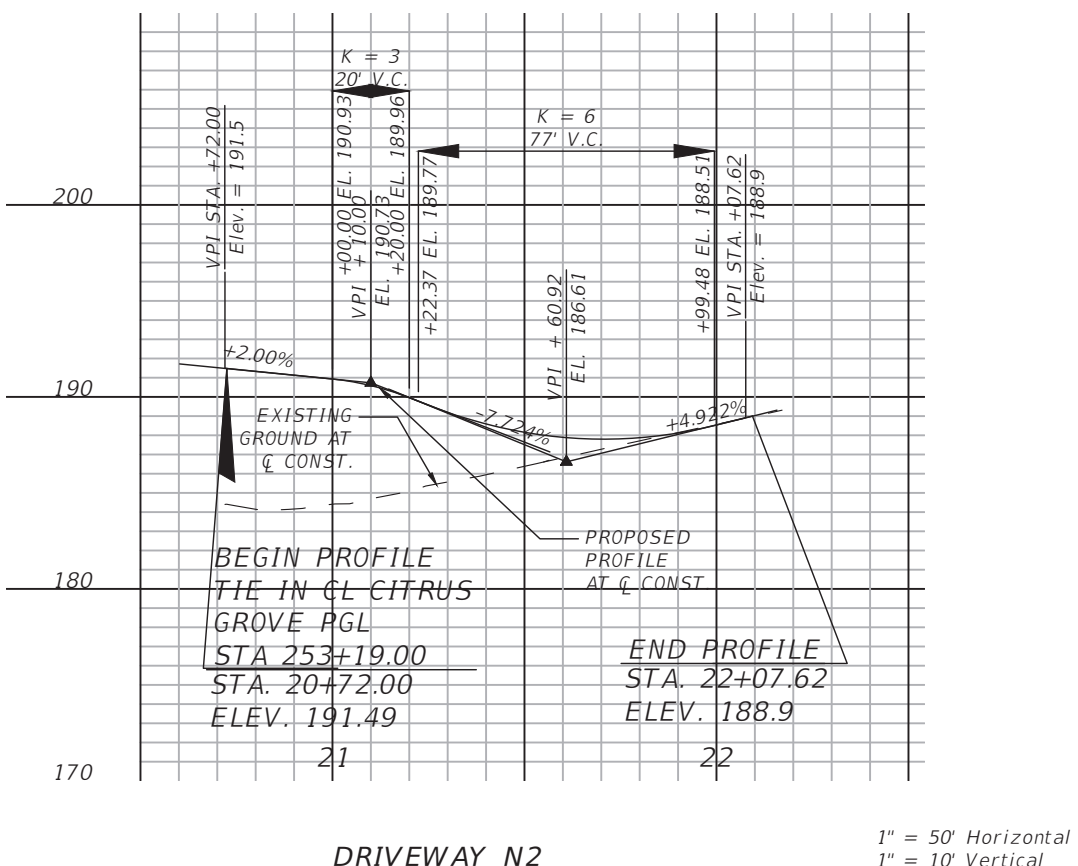 K = 3
20' V.C.
K = 6
77' V.C.
VPI STA. +72.00
Elev. = 191.5
+00.00 EL. 190.93
VPI + 10.00
EL. 190.73
+20.00 EL. 189.96
+22.37 EL. 189.77
VPI + 60.92
EL. 186.61
+99.48 EL. 188.51
VPI STA. +07.62
Elev. = 188.9
200
190
180
170
+2.00%
-7.724%
+4.922%
EXISTING
GROUND AT
℄ CONST.
PROPOSED
PROFILE
AT ℄ CONST.
BEGIN PROFILE
TIE IN CL CITRUS
GROVE PGL
STA 253+19.00
STA. 20+72.00
ELEV. 191.49
END PROFILE
STA. 22+07.62
ELEV. 188.9
21
22
DRIVEWAY N2
1" = 50' Horizontal
1" = 10' Vertical